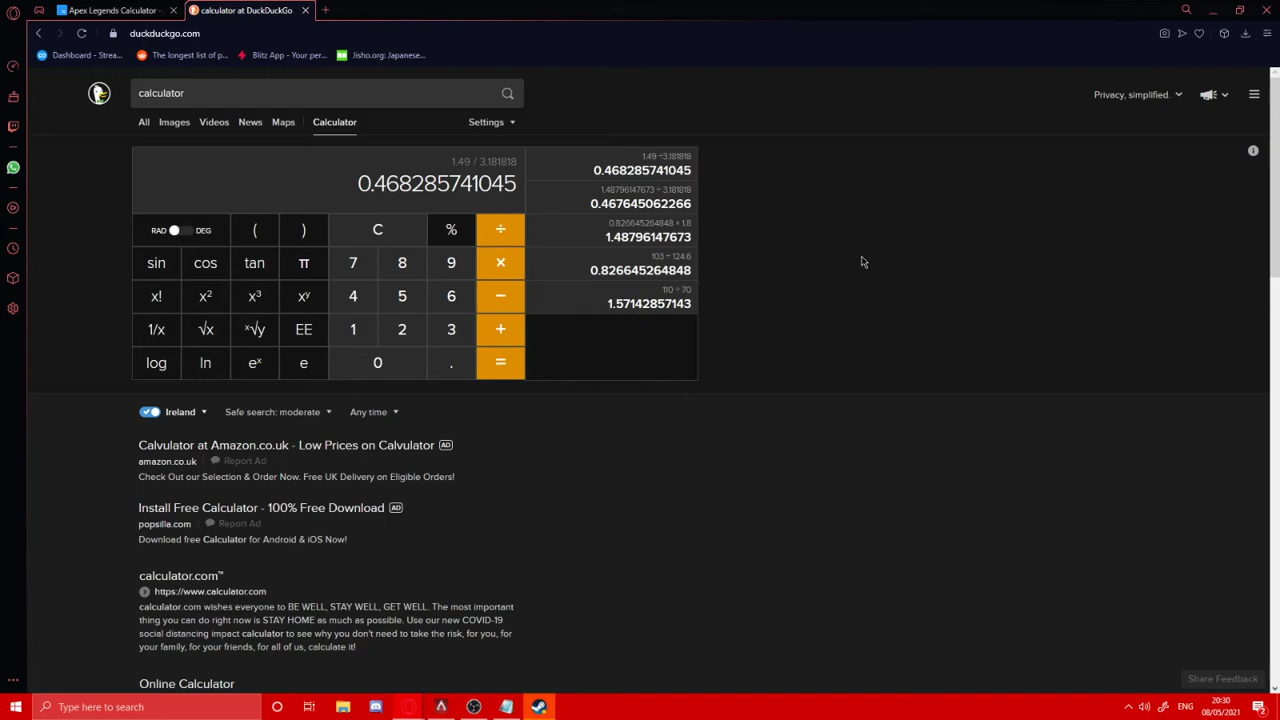 Apex Legends Calculator -
calculator at DuckDuckGo
duckduckgo.com
Dashboard - Strea...
The longest list of p...
Blitz App - Your per...
Jisho.org: Japanese...
calculator
Privacy, simplified.
All
Images
Videos
News
Maps
Calculator
Settings
1.49 / 3.181818
0.468285741045
1.49 ÷3.181818
0.468285741045
1.48796147673 ÷ 3.181818
0.467645062266
0.826645264848 × 1.8
1.48796147673
103 ÷ 124.6
0.826645264848
110 ÷ 70
1.57142857143
RAD DEG ( ) C % ÷
sin cos tan π 7 8 9 ×
x! x² x³ xʸ 4 5 6 −
1/x √x ˣ√y EE 1 2 3 +
log ln eˣ e 0 . =
Ireland
Safe search: moderate
Any time
Calvulator at Amazon.co.uk - Low Prices on Calvulator AD
amazon.co.uk Report Ad
Check Out our Selection & Order Now. Free UK Delivery on Eligible Orders!
Install Free Calculator - 100% Free Download AD
popsilla.com Report Ad
Download free Calculator for Android & iOS Now!
calculator.com™
https://www.calculator.com
calculator.com wishes everyone to BE WELL, STAY WELL, GET WELL. The most important
thing you can do right now is STAY HOME as much as possible. Use our new COVID-19
social distancing impact calculator to see why you don't need to take the risk, for you, for
your family, for your friends, for all of us, calculate it!
Online Calculator
Share Feedback
Type here to search
ENG
20:30
08/05/2021
2